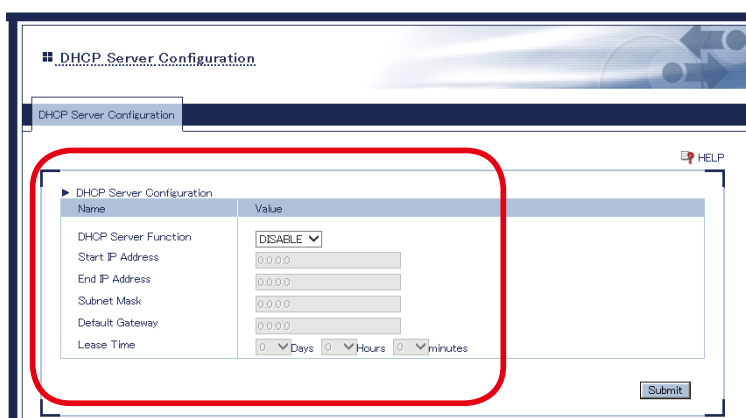 DHCP Server Configuration
DHCP Server Configuration
HELP
DHCP Server Configuration
Name Value
DHCP Server Function DISABLE
Start IP Address 0.0.0.0
End IP Address 0.0.0.0
Subnet Mask 0.0.0.0
Default Gateway 0.0.0.0
Lease Time 0 Days 0 Hours 0 minutes
Submit